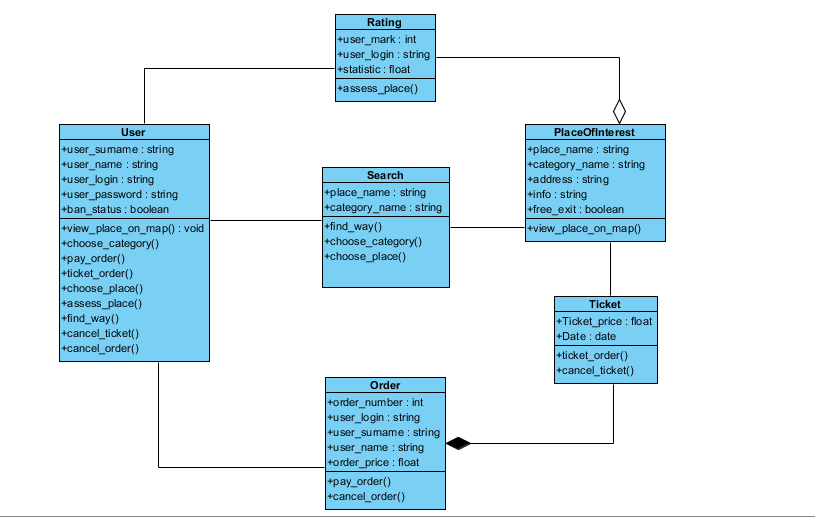 Rating
+user_mark : int
+user_login : string
+statistic : float
+assess_place()
User
+user_surname : string
+user_name : string
+user_login : string
+user_password : string
+ban_status : boolean
+view_place_on_map() : void
+choose_category()
+pay_order()
+ticket_order()
+choose_place()
+assess_place()
+find_way()
+cancel_ticket()
+cancel_order()
Search
+place_name : string
+category_name : string
+find_way()
+choose_category()
+choose_place()
PlaceOfInterest
+place_name : string
+category_name : string
+address : string
+info : string
+free_exit : boolean
+view_place_on_map()
Ticket
+Ticket_price : float
+Date : date
+ticket_order()
+cancel_ticket()
Order
+order_number : int
+user_login : string
+user_surname : string
+user_name : string
+order_price : float
+pay_order()
+cancel_order()